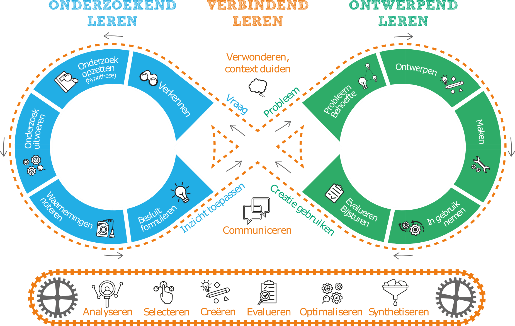 ONDERZOEKEND
LEREN
VERBINDEND
LEREN
ONTWERPEND
LEREN
Verwonderen,
context duiden
Onderzoek
opzetten
Verkennen
Vraag
Probleem
Probleem
Behoefte
Ontwerpen
Onderzoek
uitvoeren
Maken
Waarnemingen
noteren
Besluit
formuleren
Inzicht toepassen
Creatie gebruiken
Evalueren
Bijsturen
In gebruik
nemen
Communiceren
Analyseren
Selecteren
Creëren
Evalueren
Optimaliseren
Synthetiseren